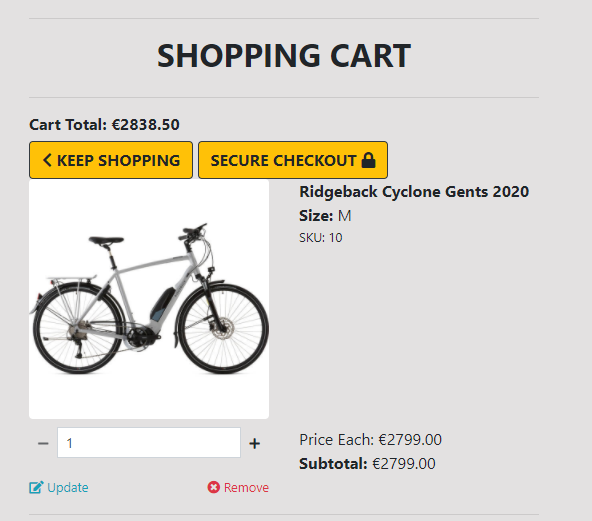 SHOPPING CART
Cart Total: €2838.50
KEEP SHOPPING
SECURE CHECKOUT
Ridgeback Cyclone Gents 2020
Size: M
SKU: 10
1
Price Each: €2799.00
Subtotal: €2799.00
Update
Remove